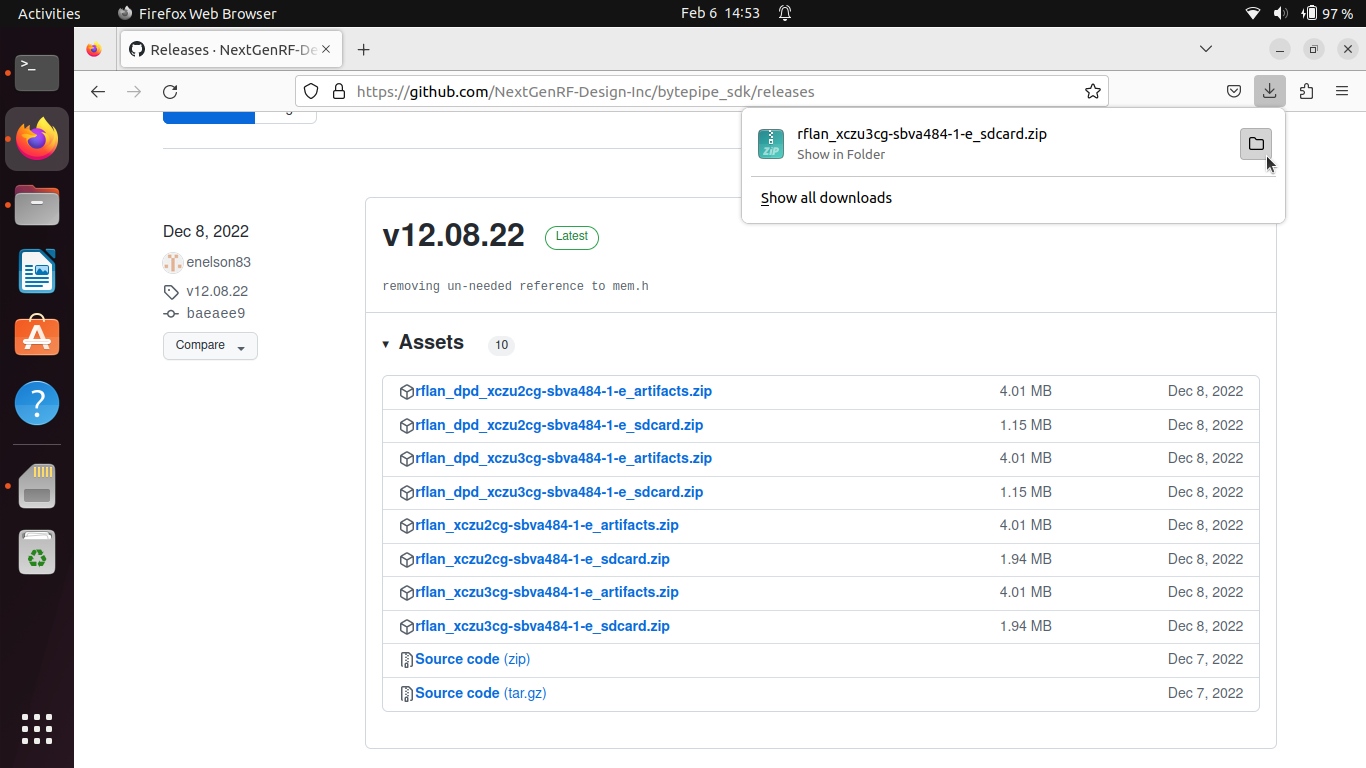 Activities
Firefox Web Browser
Feb 6 14:53
97 %
>_
Releases · NextGenRF-De
https://github.com/NextGenRF-Design-Inc/bytepipe_sdk/releases
ZiP
rflan_xczu3cg-sbva484-1-e_sdcard.zip
Show in Folder
Show all downloads
Dec 8, 2022
enelson83
v12.08.22
baeaee9
Compare
v12.08.22 Latest
removing un-needed reference to mem.h
Assets 10
rflan_dpd_xczu2cg-sbva484-1-e_artifacts.zip 4.01 MB Dec 8, 2022
rflan_dpd_xczu2cg-sbva484-1-e_sdcard.zip 1.15 MB Dec 8, 2022
rflan_dpd_xczu3cg-sbva484-1-e_artifacts.zip 4.01 MB Dec 8, 2022
rflan_dpd_xczu3cg-sbva484-1-e_sdcard.zip 1.15 MB Dec 8, 2022
rflan_xczu2cg-sbva484-1-e_artifacts.zip 4.01 MB Dec 8, 2022
rflan_xczu2cg-sbva484-1-e_sdcard.zip 1.94 MB Dec 8, 2022
rflan_xczu3cg-sbva484-1-e_artifacts.zip 4.01 MB Dec 8, 2022
rflan_xczu3cg-sbva484-1-e_sdcard.zip 1.94 MB Dec 8, 2022
Source code (zip) Dec 7, 2022
Source code (tar.gz) Dec 7, 2022